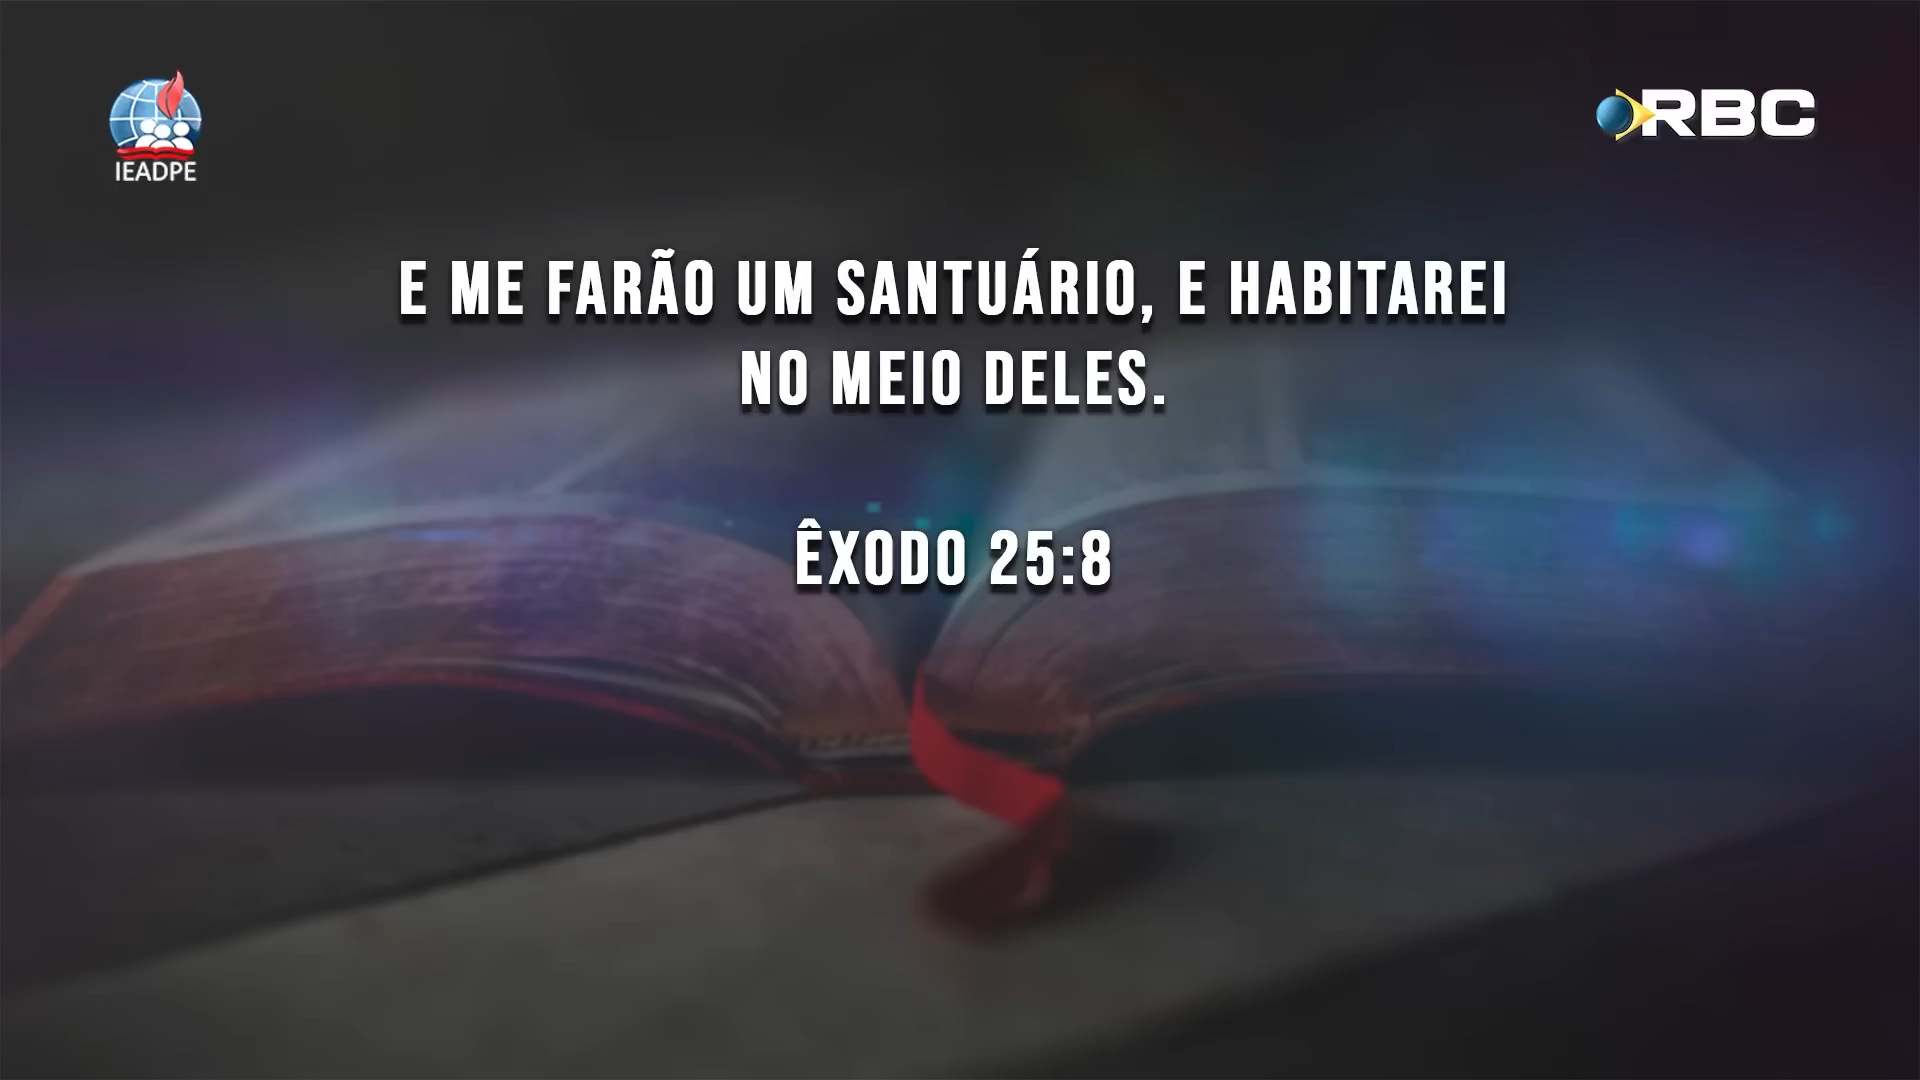 IEADPE
RBC
E ME FARÃO UM SANTUÁRIO, E HABITAREI
NO MEIO DELES.
ÊXODO 25:8